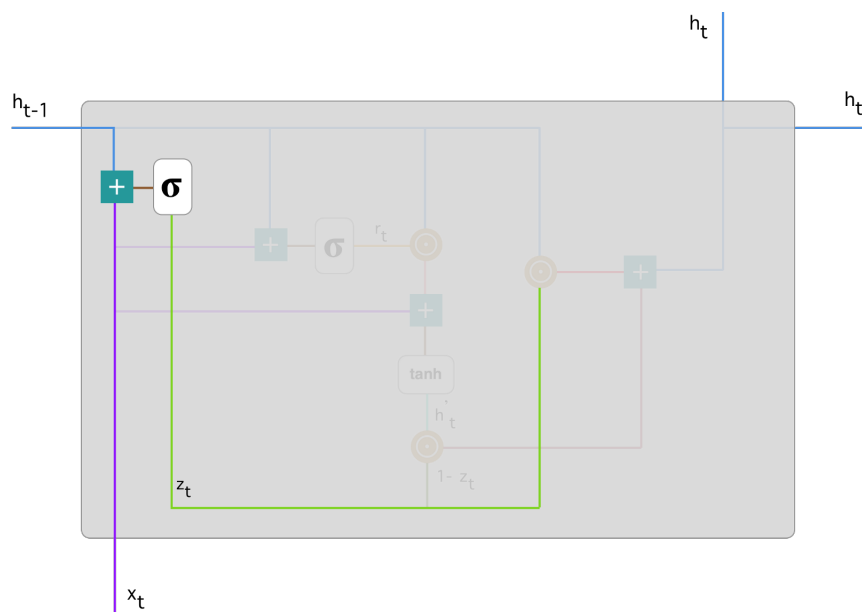 h_t
h_{t-1}
h_t
+
σ
r_t
+
σ
+
+
tanh
h'_t
1- z_t
z_t
x_t